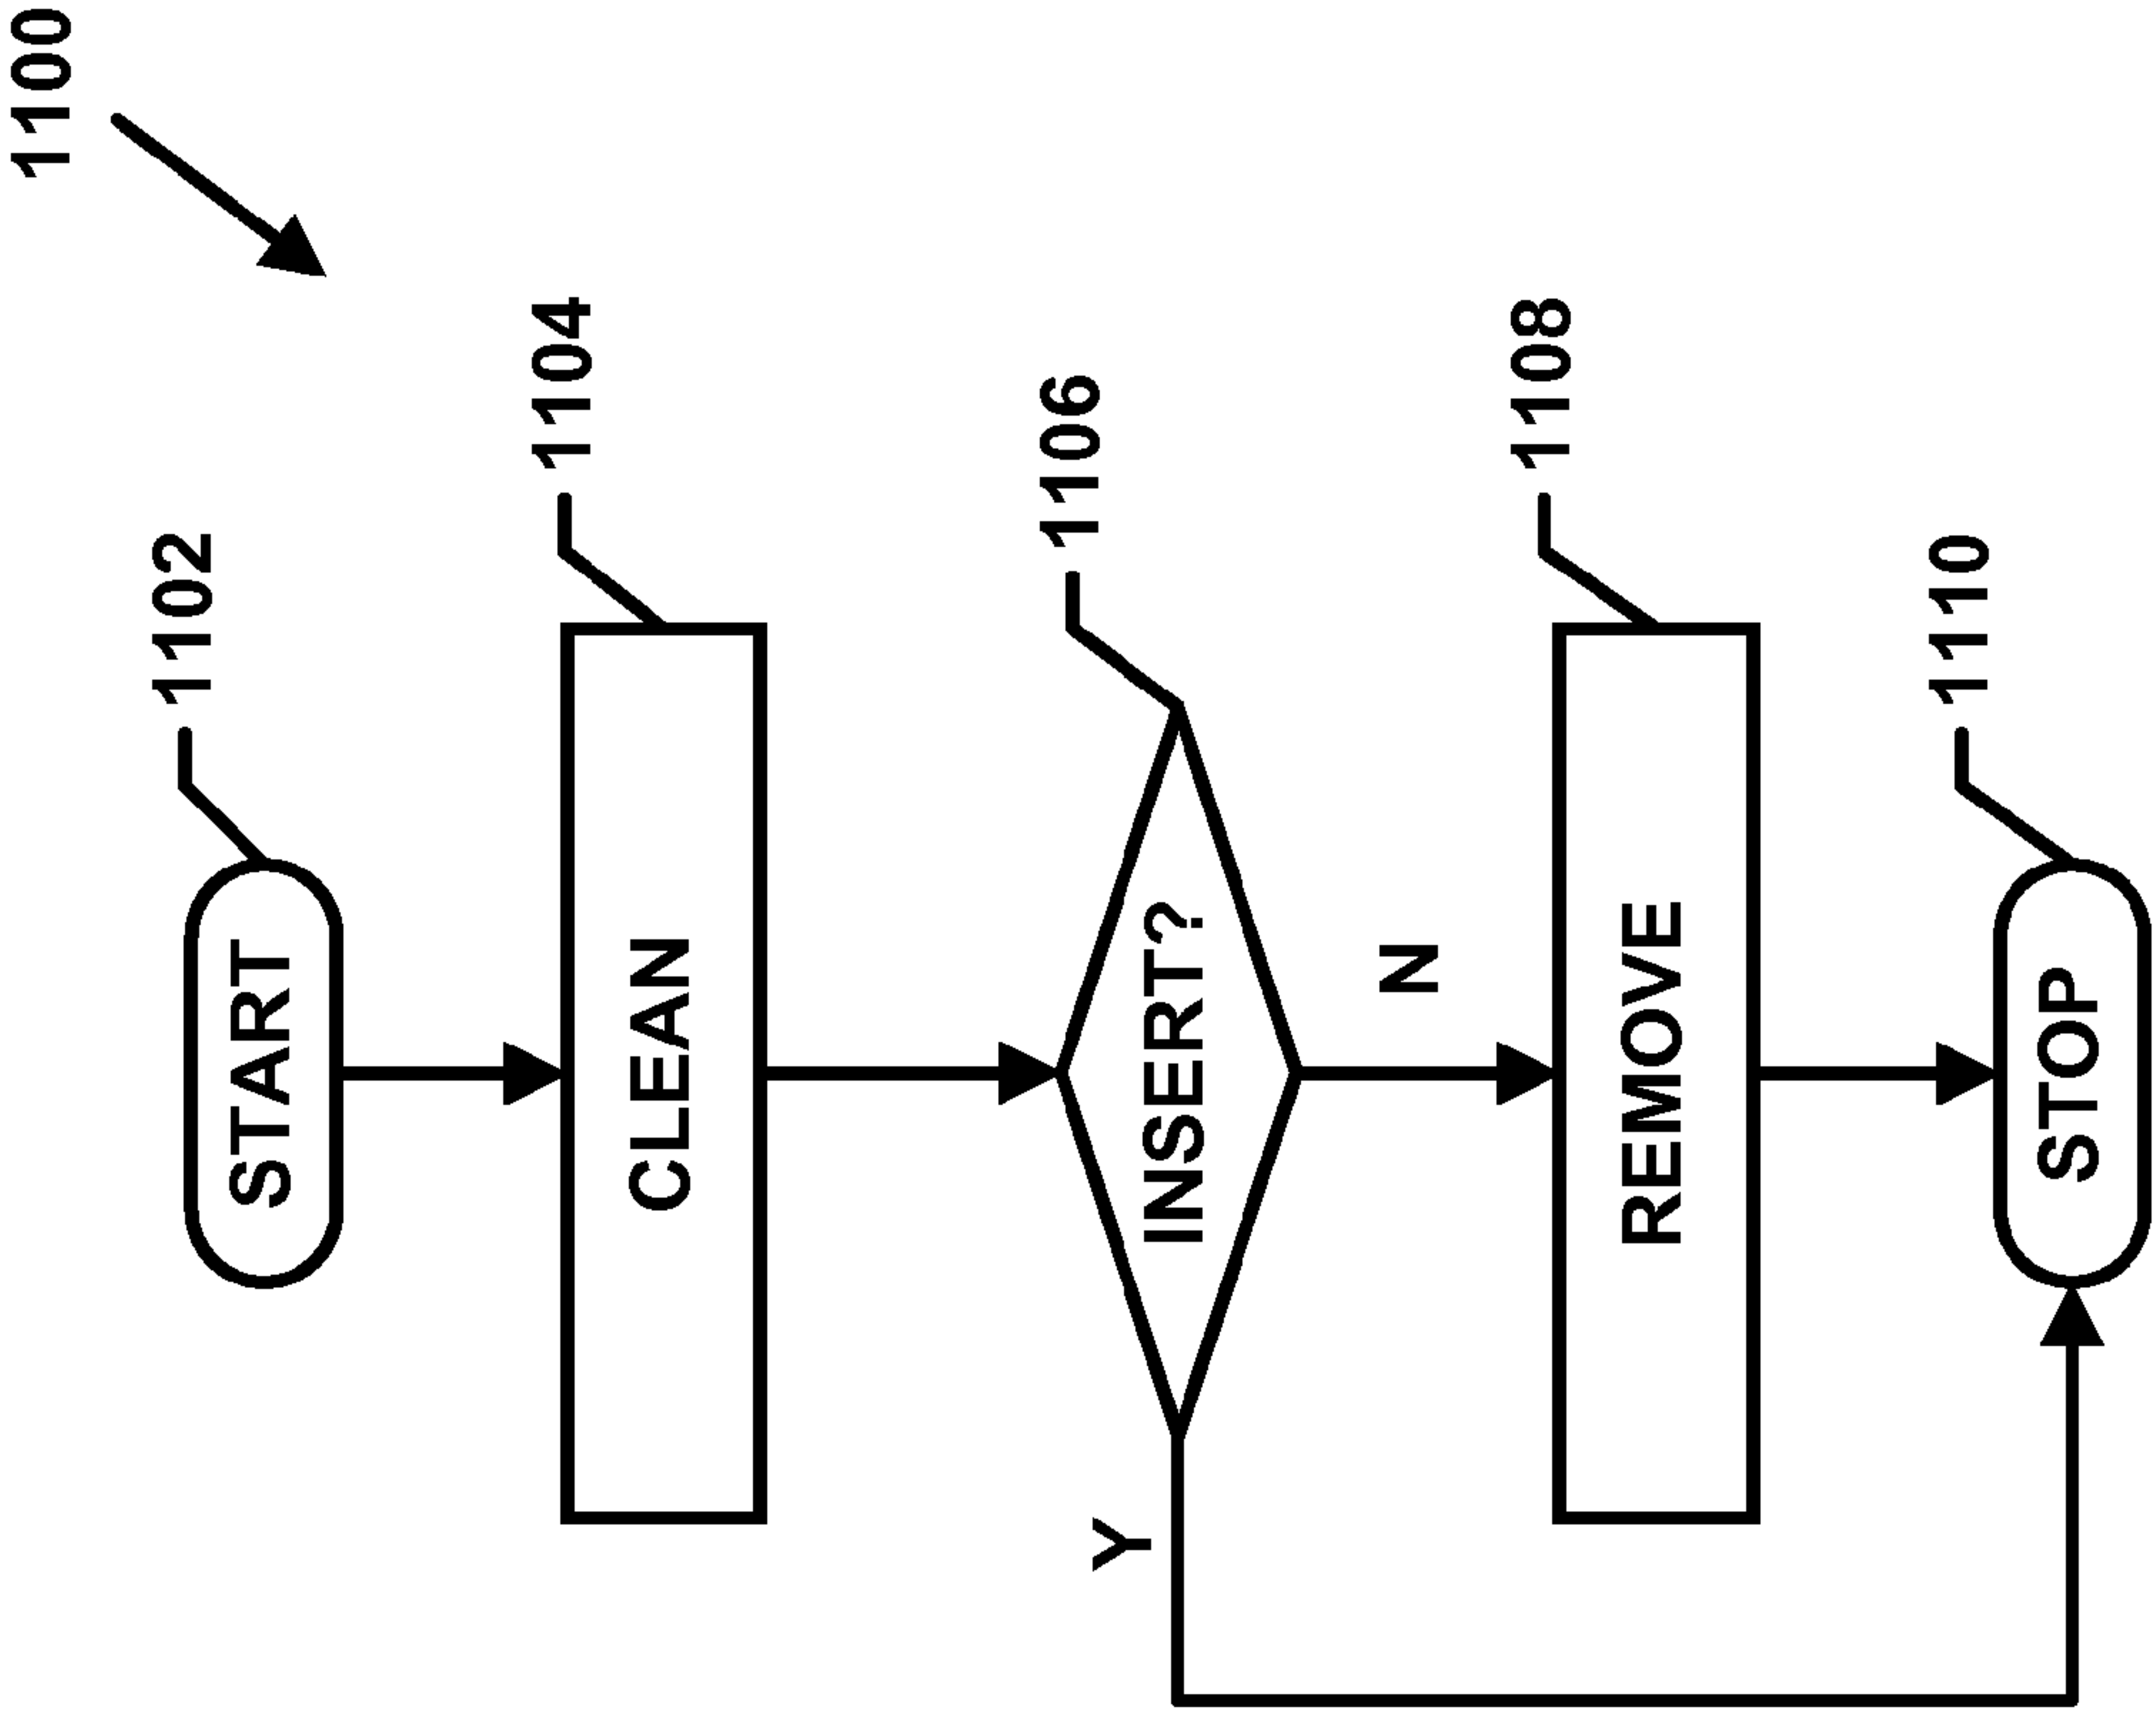 1100
START
1102
CLEAN
1104
INSERT?
1106
Y
N
REMOVE
1108
STOP
1110